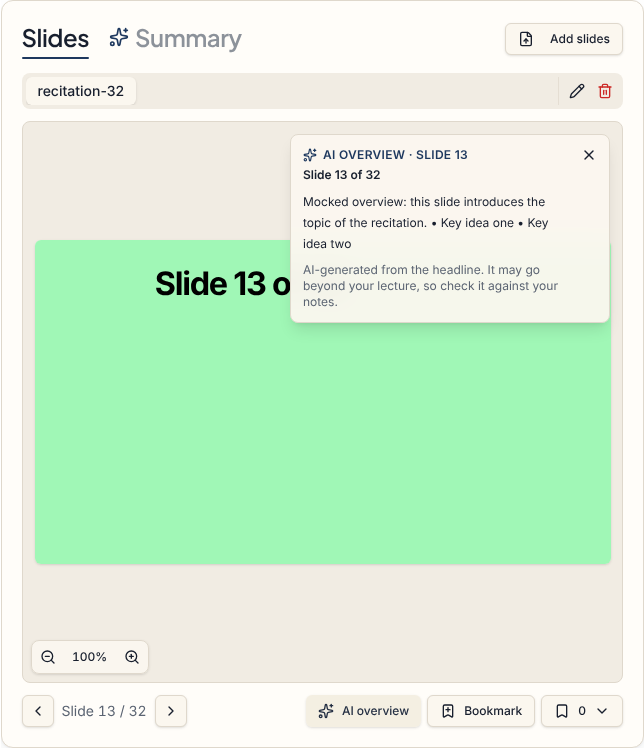 Slides Summary Add slides
recitation-32
AI OVERVIEW · SLIDE 13
Slide 13 of 32
Mocked overview: this slide introduces the
topic of the recitation. • Key idea one • Key
idea two
AI-generated from the headline. It may go
beyond your lecture, so check it against your
notes.
Slide 13 o
100%
Slide 13 / 32 AI overview Bookmark 0